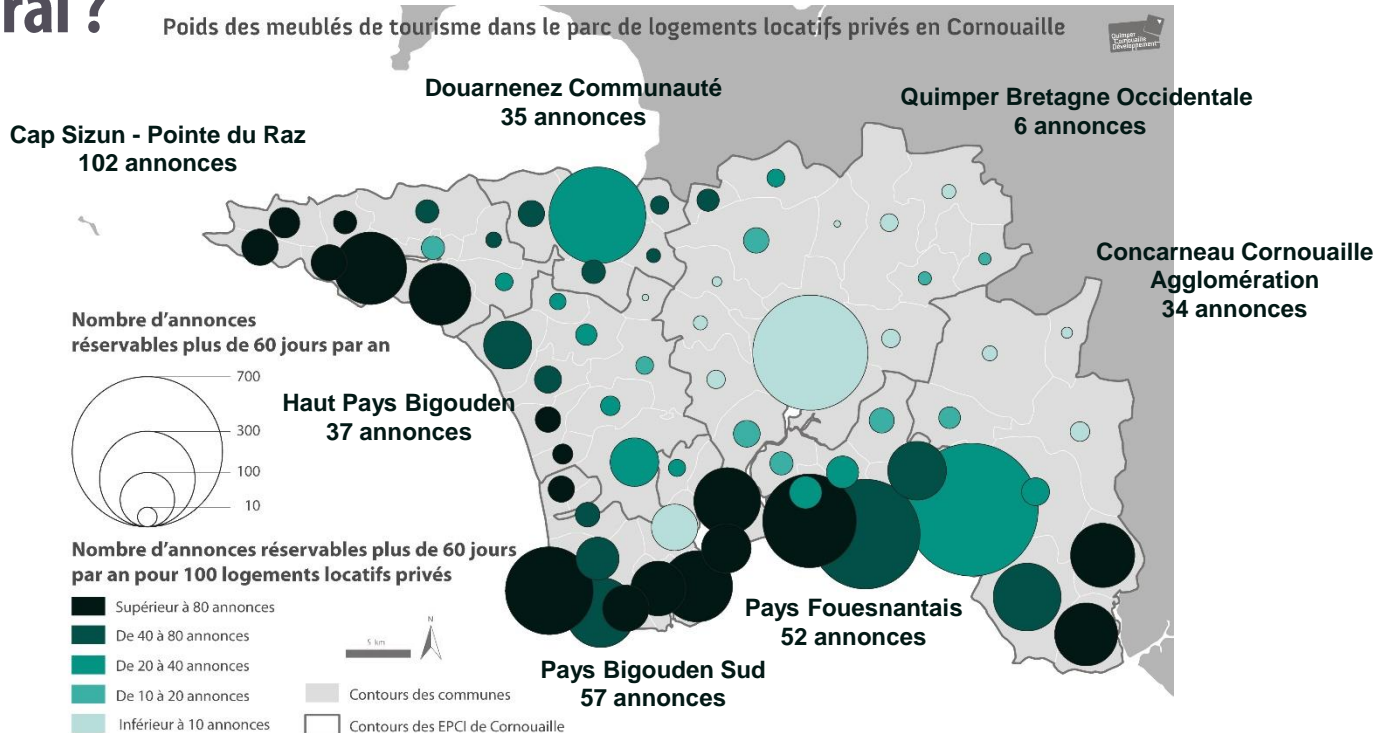 ral ?
Poids des meublés de tourisme dans le parc de logements locatifs privés en Cornouaille
Quimper
Cornouaille
Développement
Douarnenez Communauté
35 annonces
Quimper Bretagne Occidentale
6 annonces
Cap Sizun - Pointe du Raz
102 annonces
Concarneau Cornouaille
Agglomération
34 annonces
Nombre d'annonces
réservables plus de 60 jours par an
700
300
100
10
Haut Pays Bigouden
37 annonces
Nombre d'annonces réservables plus de 60 jours
par an pour 100 logements locatifs privés
Supérieur à 80 annonces
De 40 à 80 annonces
De 20 à 40 annonces
De 10 à 20 annonces
Inférieur à 10 annonces
5 km
N
Contours des communes
Contours des EPCI de Cornouaille
Pays Fouesnantais
52 annonces
Pays Bigouden Sud
57 annonces